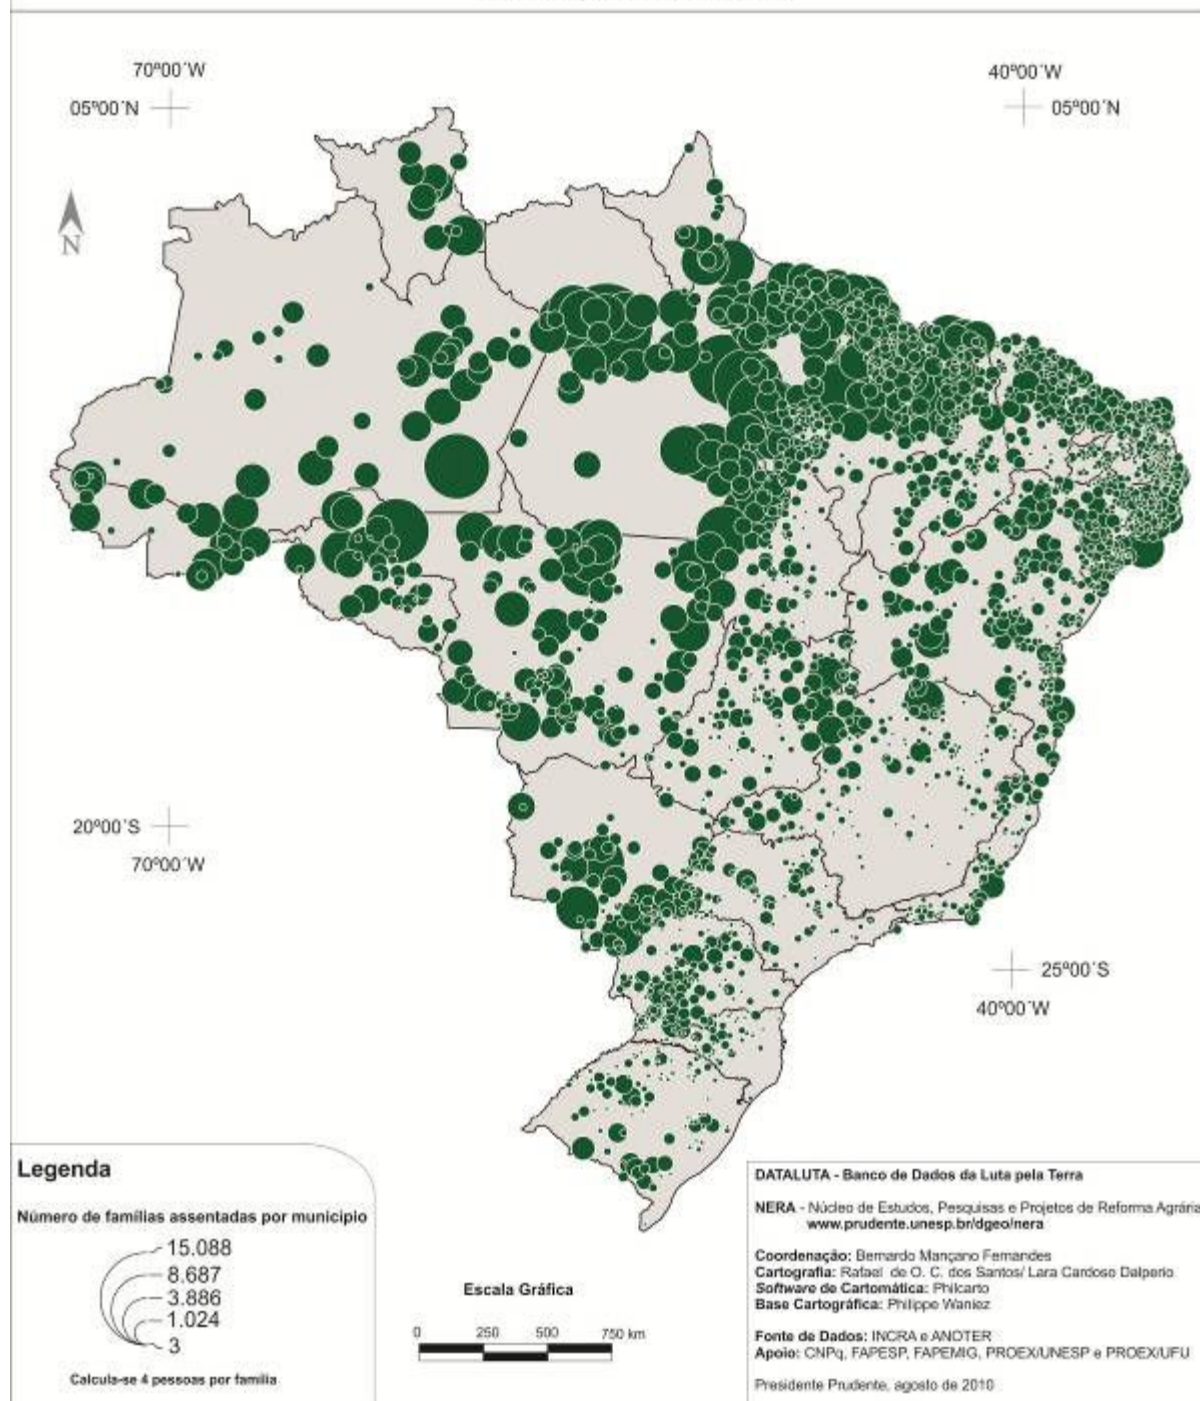 70º00´W
40º00´W
05º00´N
05º00´N
N
20º00´S
70º00´W
25º00´S
40º00´W
Legenda
Número de famílias assentadas por município
15.088
8.687
3.886
1.024
3
Calcula-se 4 pessoas por família
Escala Gráfica
0 250 500 750 km
DATALUTA - Banco de Dados da Luta pela Terra
NERA - Núcleo de Estudos, Pesquisas e Projetos de Reforma Agrária
www.prudente.unesp.br/dgeo/nera
Coordenação: Bernardo Mançano Fernandes
Cartografia: Rafael de O. C. dos Santos/ Lara Cardoso Dalperio
Software de Cartomática: Philcarto
Base Cartográfica: Philippe Waniez
Fonte de Dados: INCRA e ANOTER
Apoio: CNPq, FAPESP, FAPEMIG, PROEX/UNESP e PROEX/UFU
Presidente Prudente, agosto de 2010